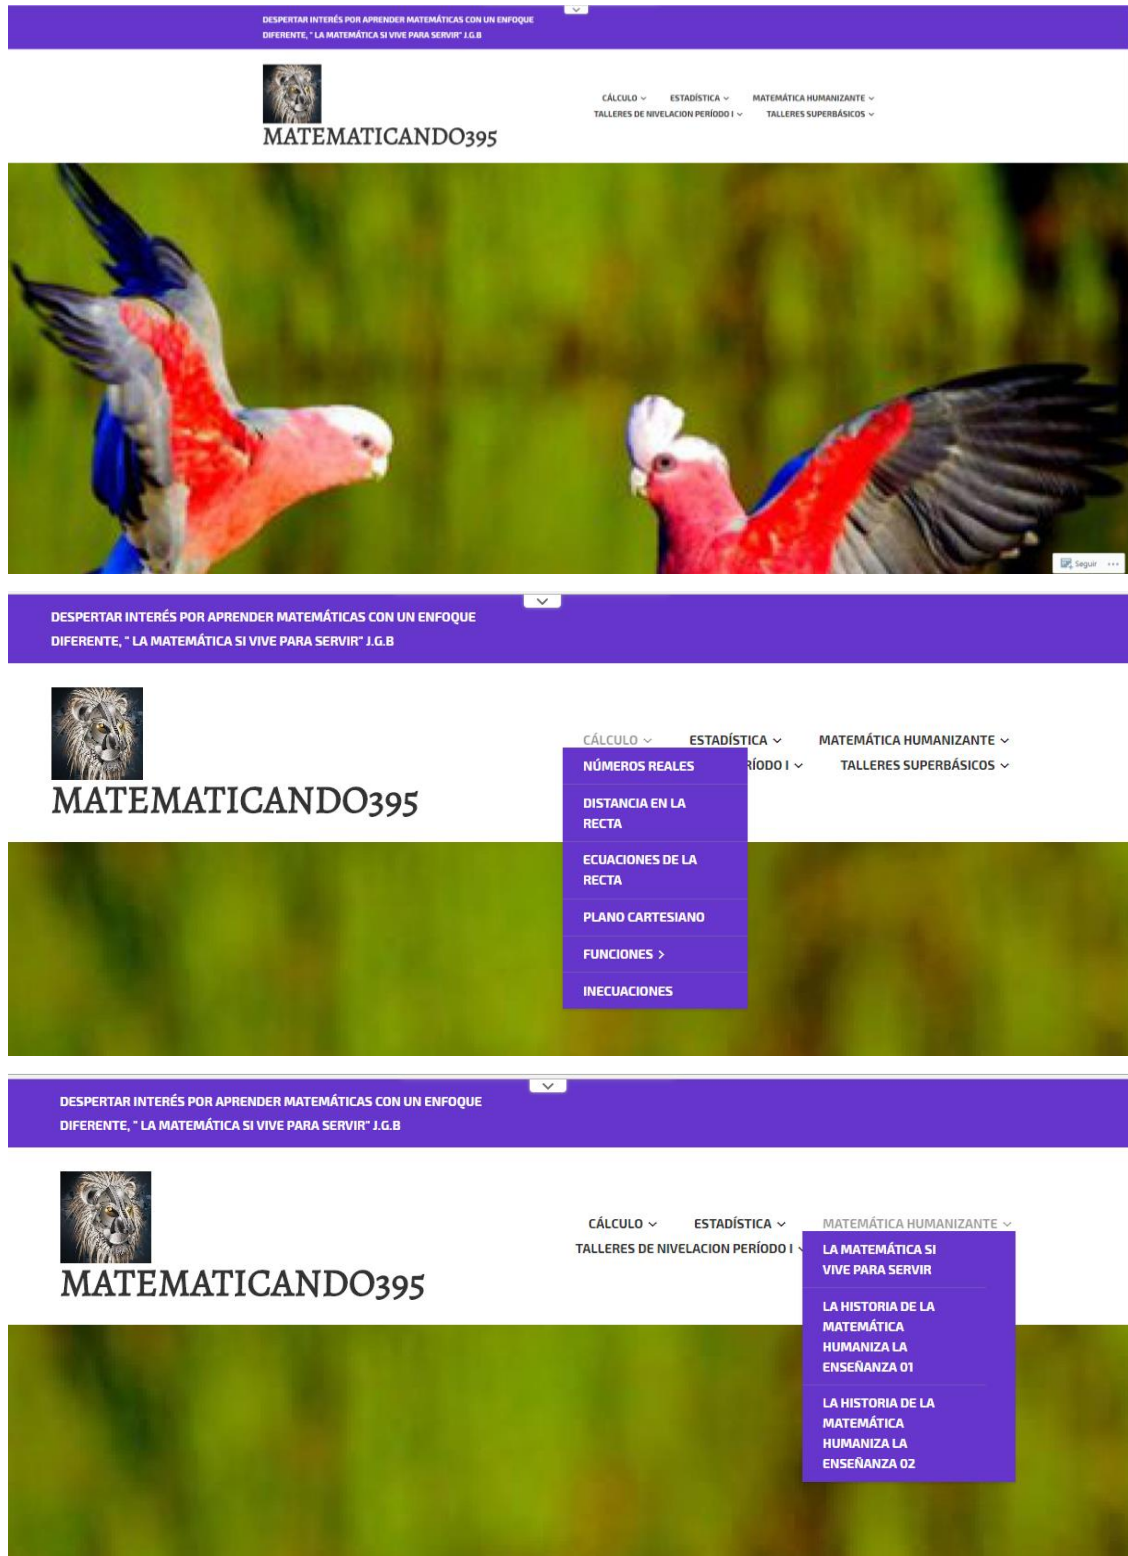 DESPERTAR INTERÉS POR APRENDER MATEMÁTICAS CON UN ENFOQUE
DIFERENTE, " LA MATEMÁTICA SI VIVE PARA SERVIR" J.G.B
CÁLCULO ESTADÍSTICA MATEMÁTICA HUMANIZANTE
TALLERES DE NIVELACION PERÍODO I TALLERES SUPERBÁSICOS
MATEMATICANDO395
Seguir
DESPERTAR INTERÉS POR APRENDER MATEMÁTICAS CON UN ENFOQUE
DIFERENTE, " LA MATEMÁTICA SI VIVE PARA SERVIR" J.G.B
CÁLCULO ESTADÍSTICA MATEMÁTICA HUMANIZANTE
RÍODO I TALLERES SUPERBÁSICOS
MATEMATICANDO395
NÚMEROS REALES
DISTANCIA EN LA
RECTA
ECUACIONES DE LA
RECTA
PLANO CARTESIANO
FUNCIONES >
INECUACIONES
DESPERTAR INTERÉS POR APRENDER MATEMÁTICAS CON UN ENFOQUE
DIFERENTE, " LA MATEMÁTICA SI VIVE PARA SERVIR" J.G.B
CÁLCULO ESTADÍSTICA MATEMÁTICA HUMANIZANTE
TALLERES DE NIVELACION PERÍODO I
MATEMATICANDO395
LA MATEMÁTICA SI
VIVE PARA SERVIR
LA HISTORIA DE LA
MATEMÁTICA
HUMANIZA LA
ENSEÑANZA 01
LA HISTORIA DE LA
MATEMÁTICA
HUMANIZA LA
ENSEÑANZA 02